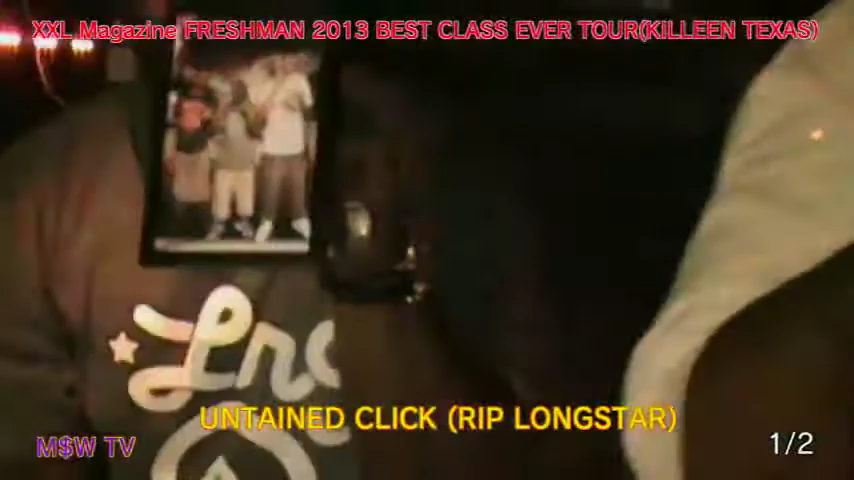 XXL Magazine FRESHMAN 2013 BEST CLASS EVER TOUR(KILLEEN TEXAS)
UNTAINED CLICK (RIP LONGSTAR)
M$W TV
1/2